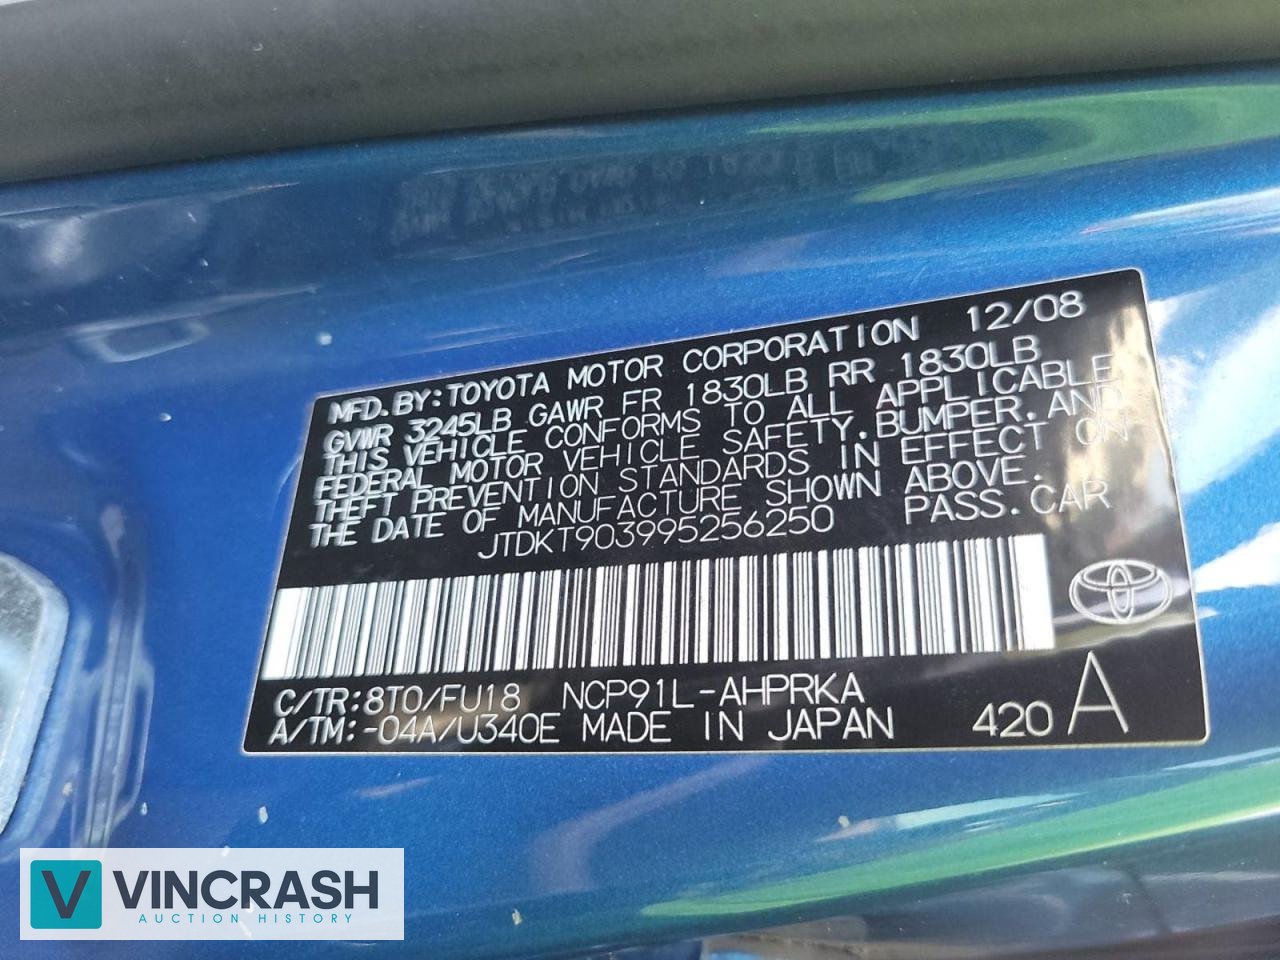 MFD.BY:TOYOTA MOTOR CORPORATION 12/08
GVWR 3245LB GAWR FR 1830LB RR 1830LB
THIS VEHICLE CONFORMS TO ALL APPLICABLE
FEDERAL MOTOR VEHICLE SAFETY,BUMPER,AND
THEFT PREVENTION STANDARDS IN EFFECT ON
THE DATE OF MANUFACTURE SHOWN ABOVE.
JTDKT903995256250 PASS.CAR
C/TR:8T0/FU18 NCP91L-AHPRKA
A/TM:-04A/U340E MADE IN JAPAN 420 A
V VINCRASH
AUCTION HISTORY